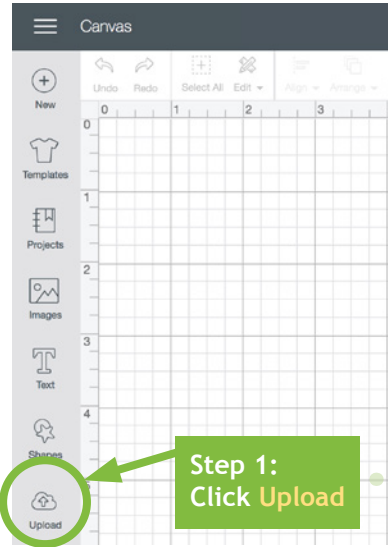 Canvas
Undo Redo Select All Edit Align Arrange
New
0 1 2 3
0
Templates
1
Projects
2
Images
3
Text
4
Shapes
Step 1:
Click Upload
Upload